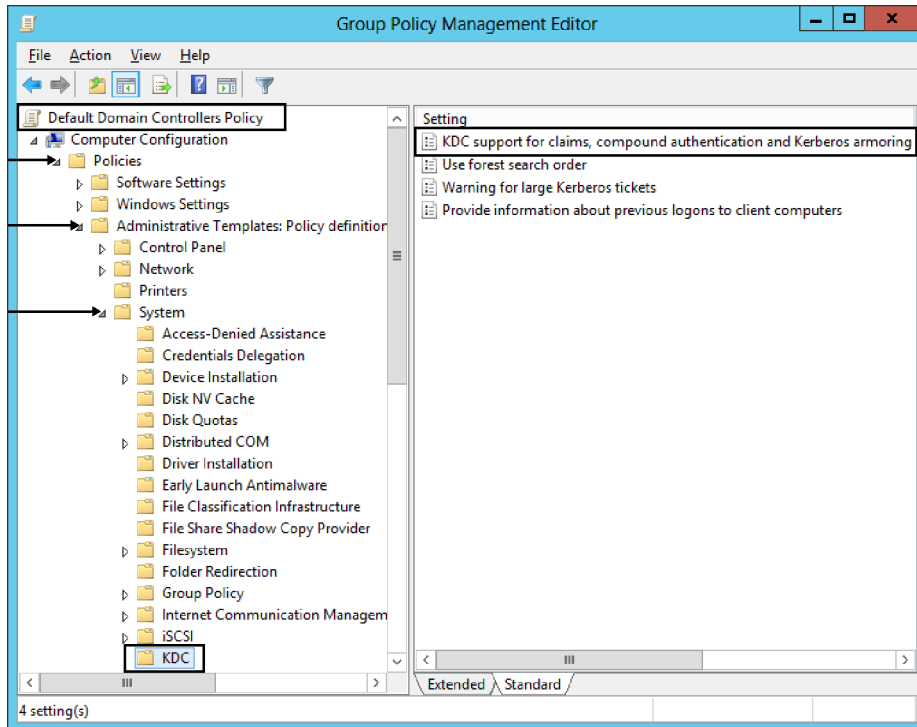 Group Policy Management Editor
File Action View Help
Default Domain Controllers Policy
Computer Configuration
Policies
Software Settings
Windows Settings
Administrative Templates: Policy definition
Control Panel
Network
Printers
System
Access-Denied Assistance
Credentials Delegation
Device Installation
Disk NV Cache
Disk Quotas
Distributed COM
Driver Installation
Early Launch Antimalware
File Classification Infrastructure
File Share Shadow Copy Provider
Filesystem
Folder Redirection
Group Policy
Internet Communication Managem
iSCSI
KDC
Setting
KDC support for claims, compound authentication and Kerberos armoring
Use forest search order
Warning for large Kerberos tickets
Provide information about previous logons to client computers
Extended Standard
4 setting(s)